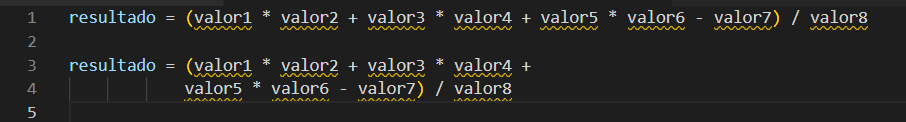 1 resultado = (valor1 * valor2 + valor3 * valor4 + valor5 * valor6 - valor7) / valor8
2
3 resultado = (valor1 * valor2 + valor3 * valor4 +
4 valor5 * valor6 - valor7) / valor8
5